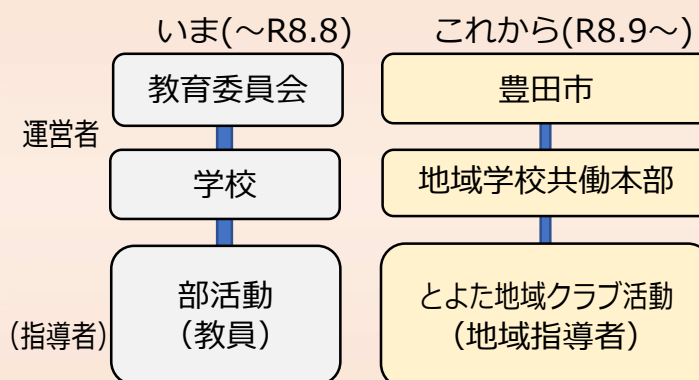 いま(～R8.8)
これから(R8.9～)
運営者
教育委員会
豊田市
学校
地域学校共働本部
(指導者)
部活動
(教員)
とよた地域クラブ活動
(地域指導者)